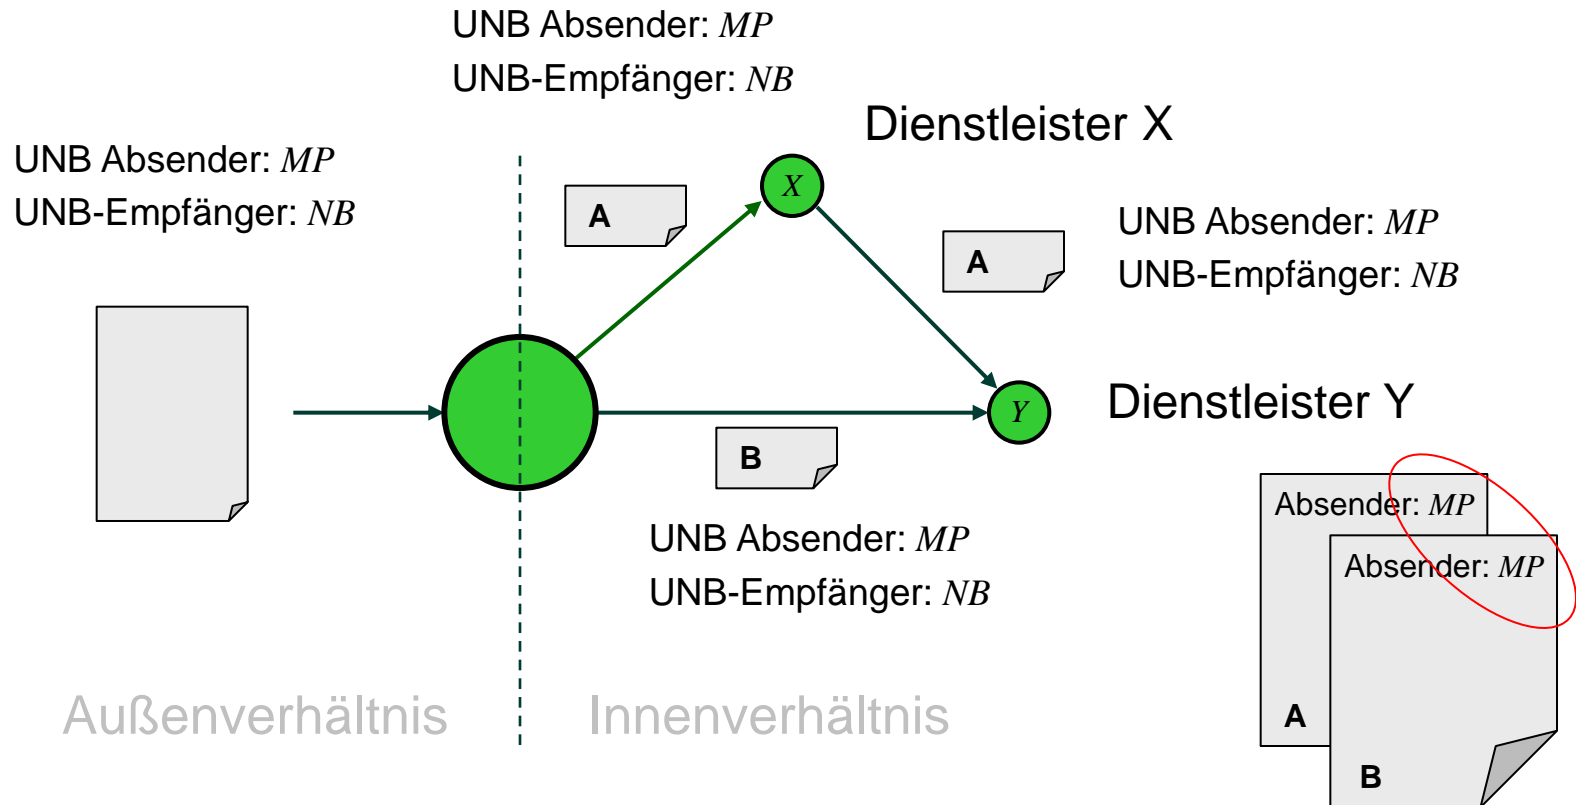 UNB Absender: MP
UNB-Empfänger: NB
Dienstleister X
UNB Absender: MP
UNB-Empfänger: NB
X
A
UNB Absender: MP
UNB-Empfänger: NB
A
Y
Dienstleister Y
B
UNB Absender: MP
UNB-Empfänger: NB
Absender: MP
Absender: MP
A
B
Außenverhältnis
Innenverhältnis